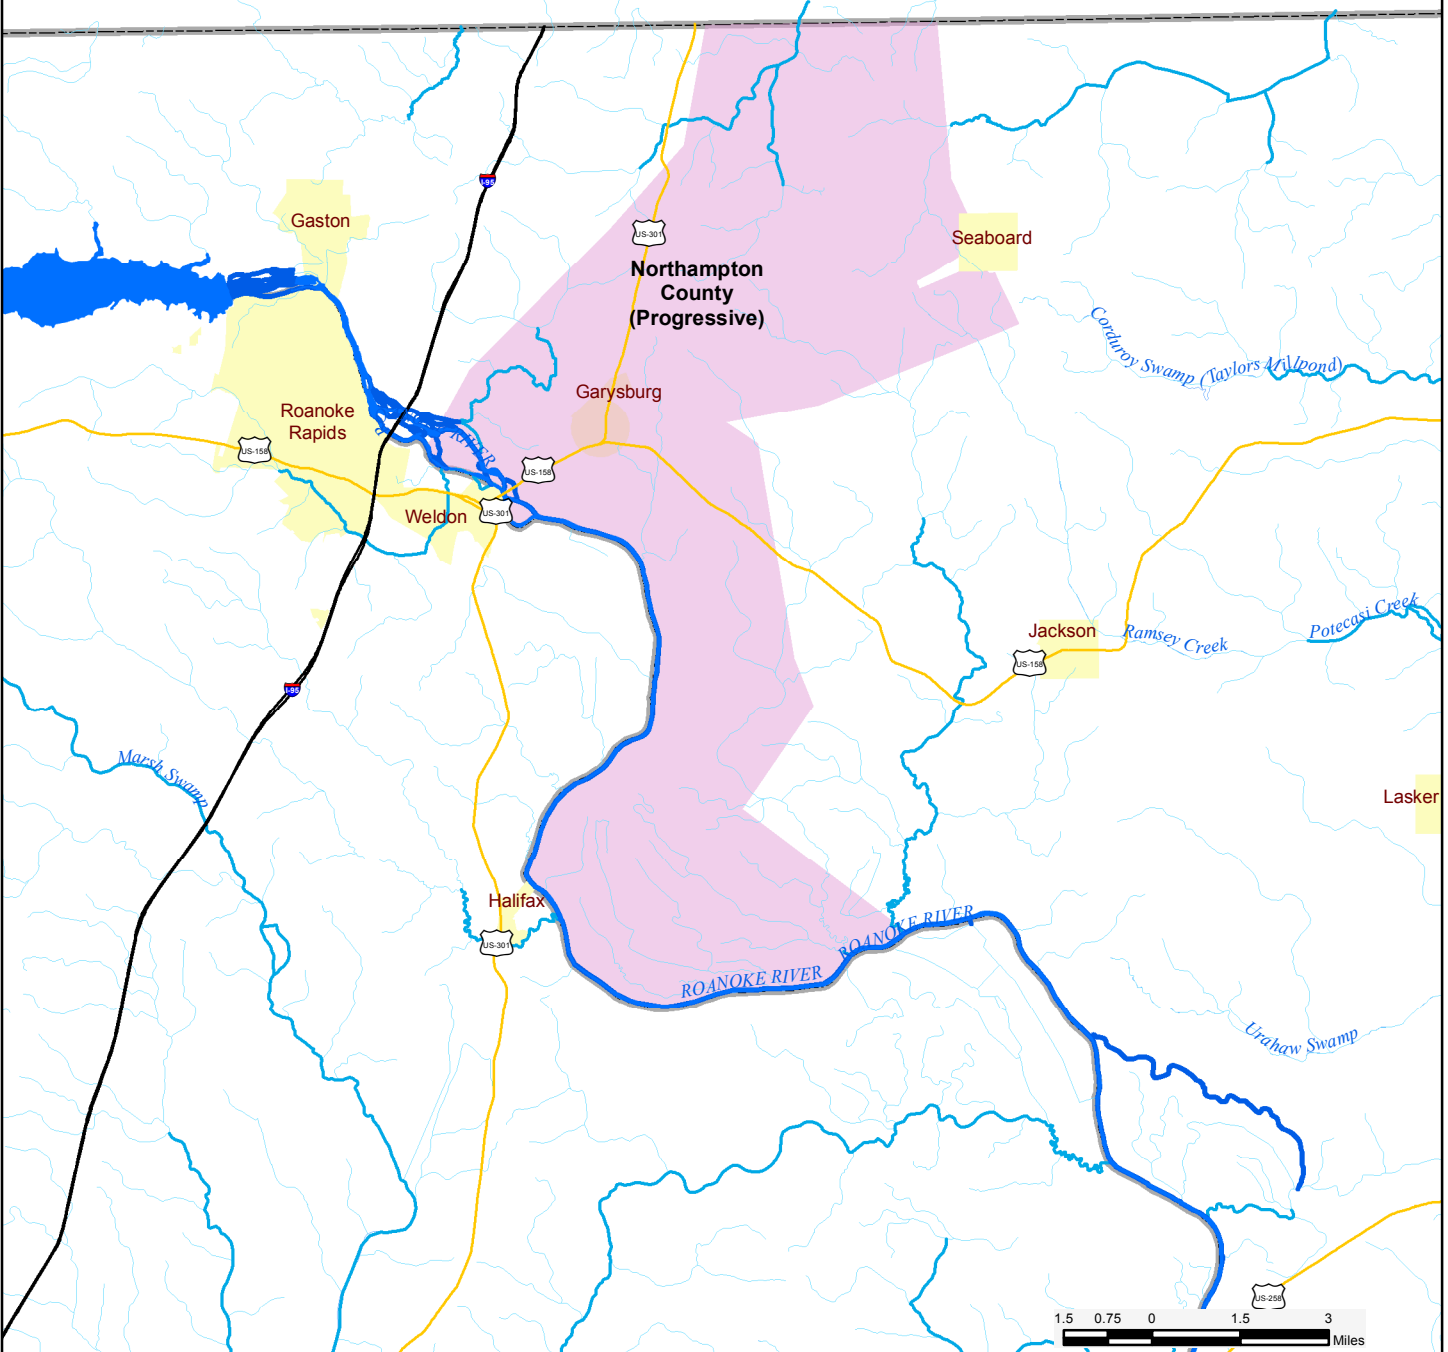 I-95
Gaston
US-301
Seaboard
Northampton
County
(Progressive)
Corduroy Swamp (Taylors Millpond)
Garysburg
Roanoke
Rapids
US-158
RIVER
US-158
Weldon
US-301
Jackson
Ramsey Creek
Potecasi Creek
US-158
I-95
Marsh Swamp
Lasker
Halifax
US-301
ROANOKE RIVER
ROANOKE RIVER
Urahaw Swamp
US-258
1.5 0.75 0 1.5 3
Miles